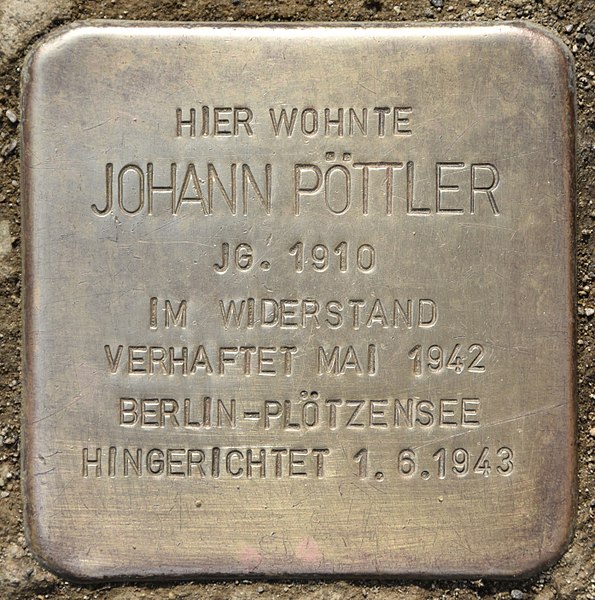 HIER WOHNTE
JOHANN PÖTTLER
JG. 1910
IM WIDERSTAND
VERHAFTET MAI 1942
BERLIN-PLÖTZENSEE
HINGERICHTET 1.6.1943